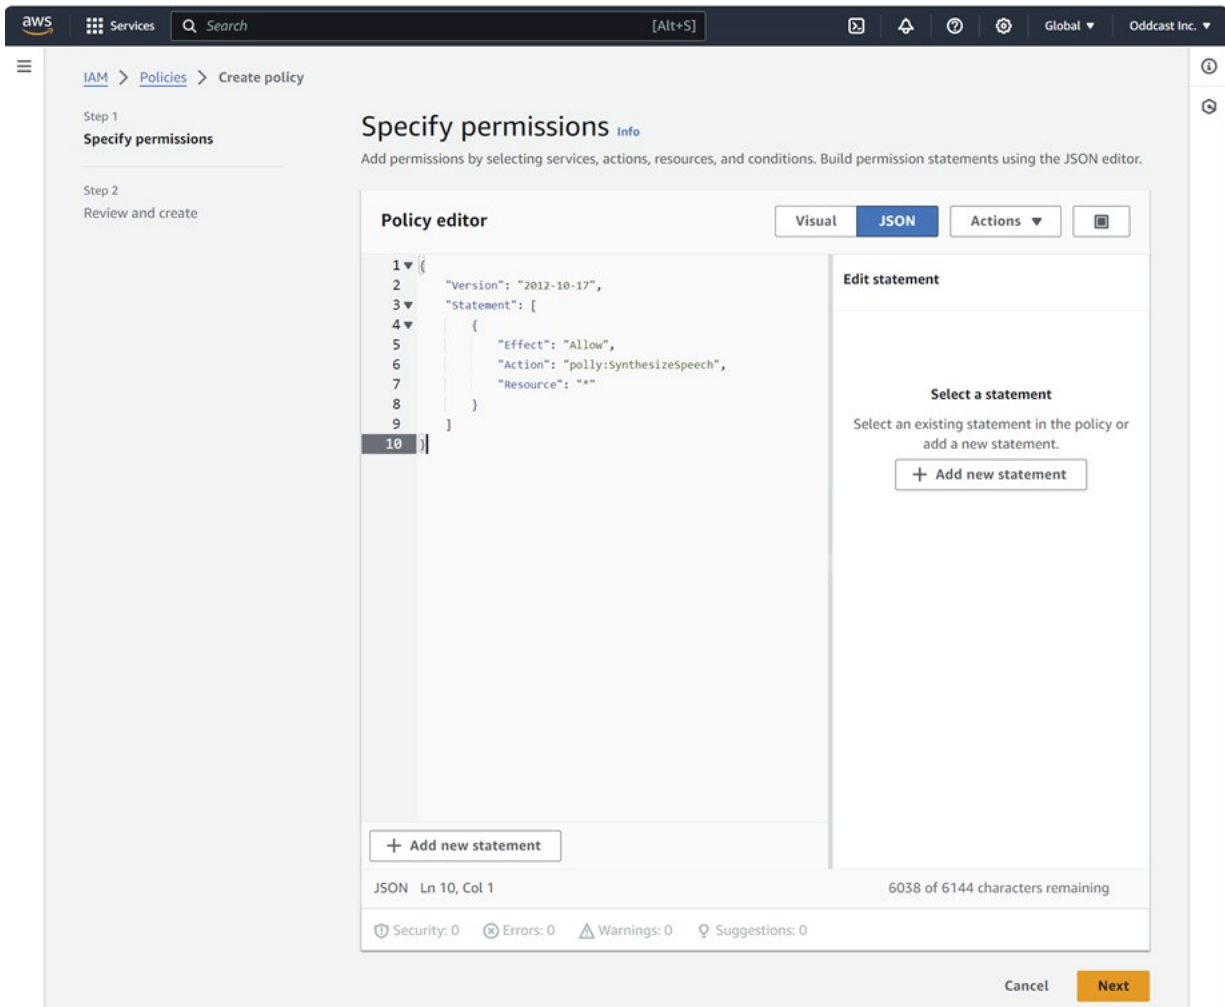 aws Services Search [Alt+S] Global ▼ Oddcast Inc. ▼
IAM > Policies > Create policy
Step 1
Specify permissions
Step 2
Review and create
Specify permissions Info
Add permissions by selecting services, actions, resources, and conditions. Build permission statements using the JSON editor.
Policy editor
Visual JSON Actions ▼
1 {
2 "Version": "2012-10-17",
3 "Statement": [
4 {
5 "Effect": "Allow",
6 "Action": "polly:SynthesizeSpeech",
7 "Resource": "*"
8 }
9 ]
10 }
+ Add new statement
Edit statement
Select a statement
Select an existing statement in the policy or
add a new statement.
+ Add new statement
JSON Ln 10, Col 1
6038 of 6144 characters remaining
Security: 0 Errors: 0 Warnings: 0 Suggestions: 0
Cancel Next